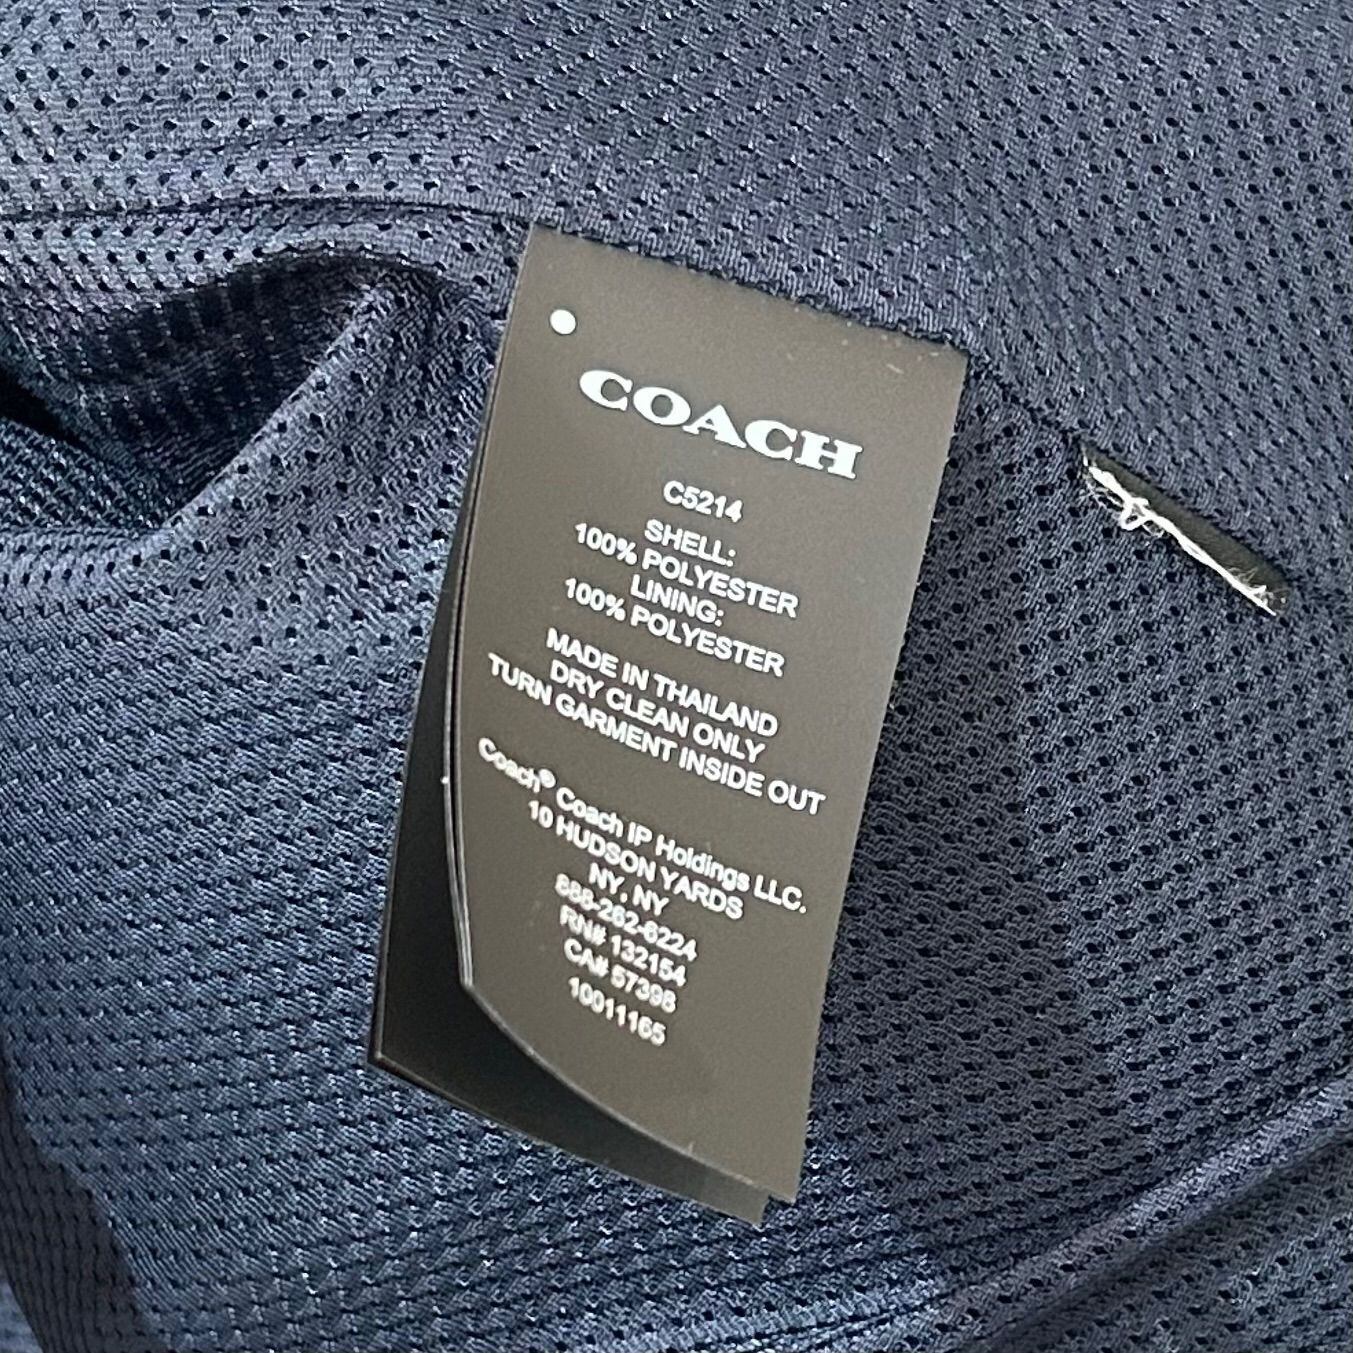 COACH
C5214
SHELL:
100% POLYESTER
LINING:
100% POLYESTER
MADE IN THAILAND
DRY CLEAN ONLY
TURN GARMENT INSIDE OUT
Coach® Coach IP Holdings LLC.
10 HUDSON YARDS
NY, NY
888-262-6224
RN# 132154
CA# 57398
10011165